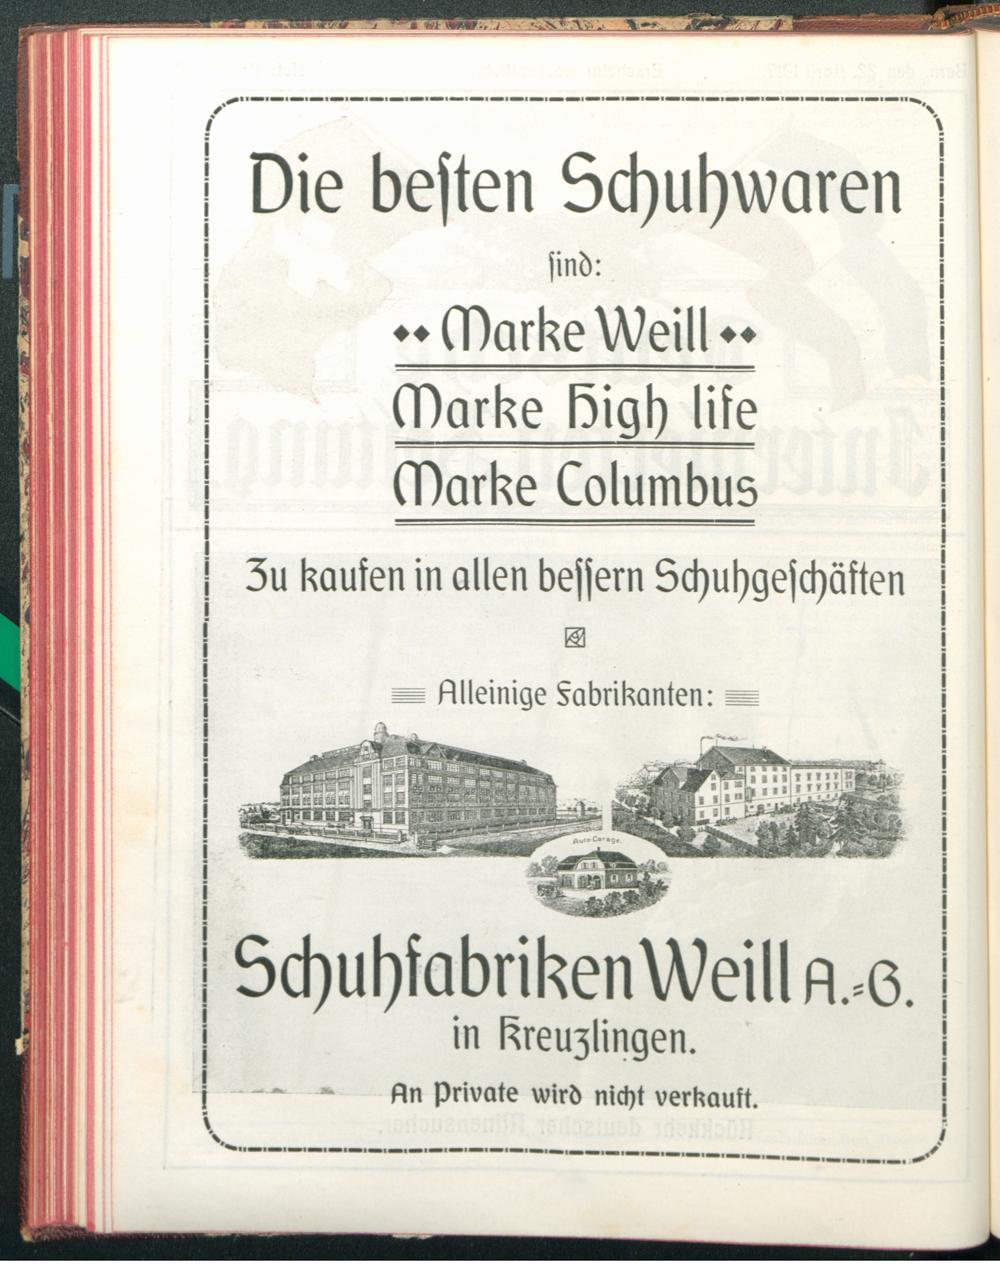 Die beſten Schuhwaren
ſind:
Marke Weill
Marke High life
Marke Columbus
Zu kaufen in allen beſſern Schuhgeſchäften
Alleinige Fabrikanten:
Auto-Garage.
Schuhfabriken Weill A.=G.
in Kreuzlingen.
An Private wird nicht verkauft.